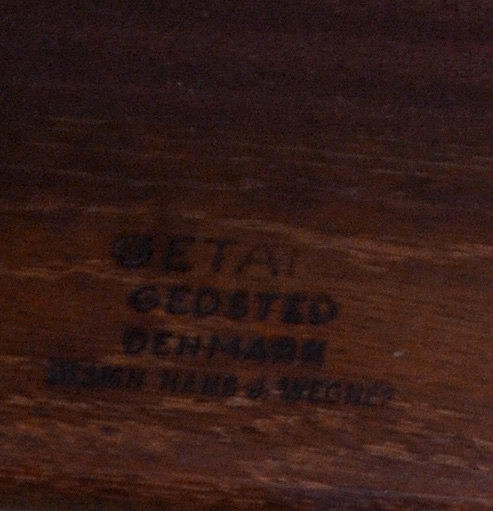 GETA
GEDSTED
DENMARK
DESIGN HANS J WEGNER